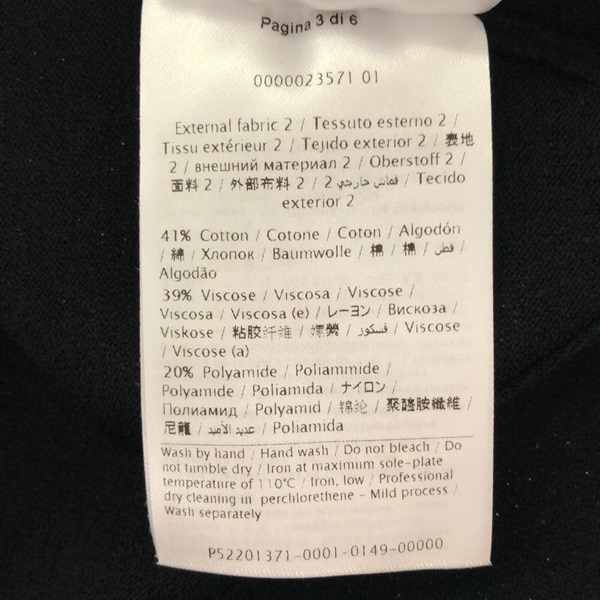 Pagina 3 di 6
0000023571 01
External fabric 2 / Tessuto esterno 2 /
Tissu extérieur 2 / Tejido exterior 2 / 表地
2 / внешний материал 2 / Oberstoff 2 /
面料 2 / 外部布料 2 / قماش خارجي 2 / Tecido
exterior 2
41% Cotton / Cotone / Coton / Algodón
/ 綿 / Хлопок / Baumwolle / 棉 / 棉 / قطن /
Algodão
39% Viscose / Viscosa / Viscose /
Viscosa / Viscosa (e) / レーヨン / Вискоза /
Viskose / 粘胶纤维 / 嫘縈 / فسكوز / Viscose
/ Viscose (a)
20% Polyamide / Poliammide /
Polyamide / Poliamida / ナイロン /
Полиамид / Polyamid / 锦纶 / 聚醯胺纖維 /
尼龍 / عديد الأميد / Poliamida
Wash by hand / Hand wash / Do not bleach / Do
not tumble dry / Iron at maximum sole-plate
temperature of 110°C / Iron, low / Professional
dry cleaning in perchlorethene - Mild process /
Wash separately
P52201371-0001-0149-00000